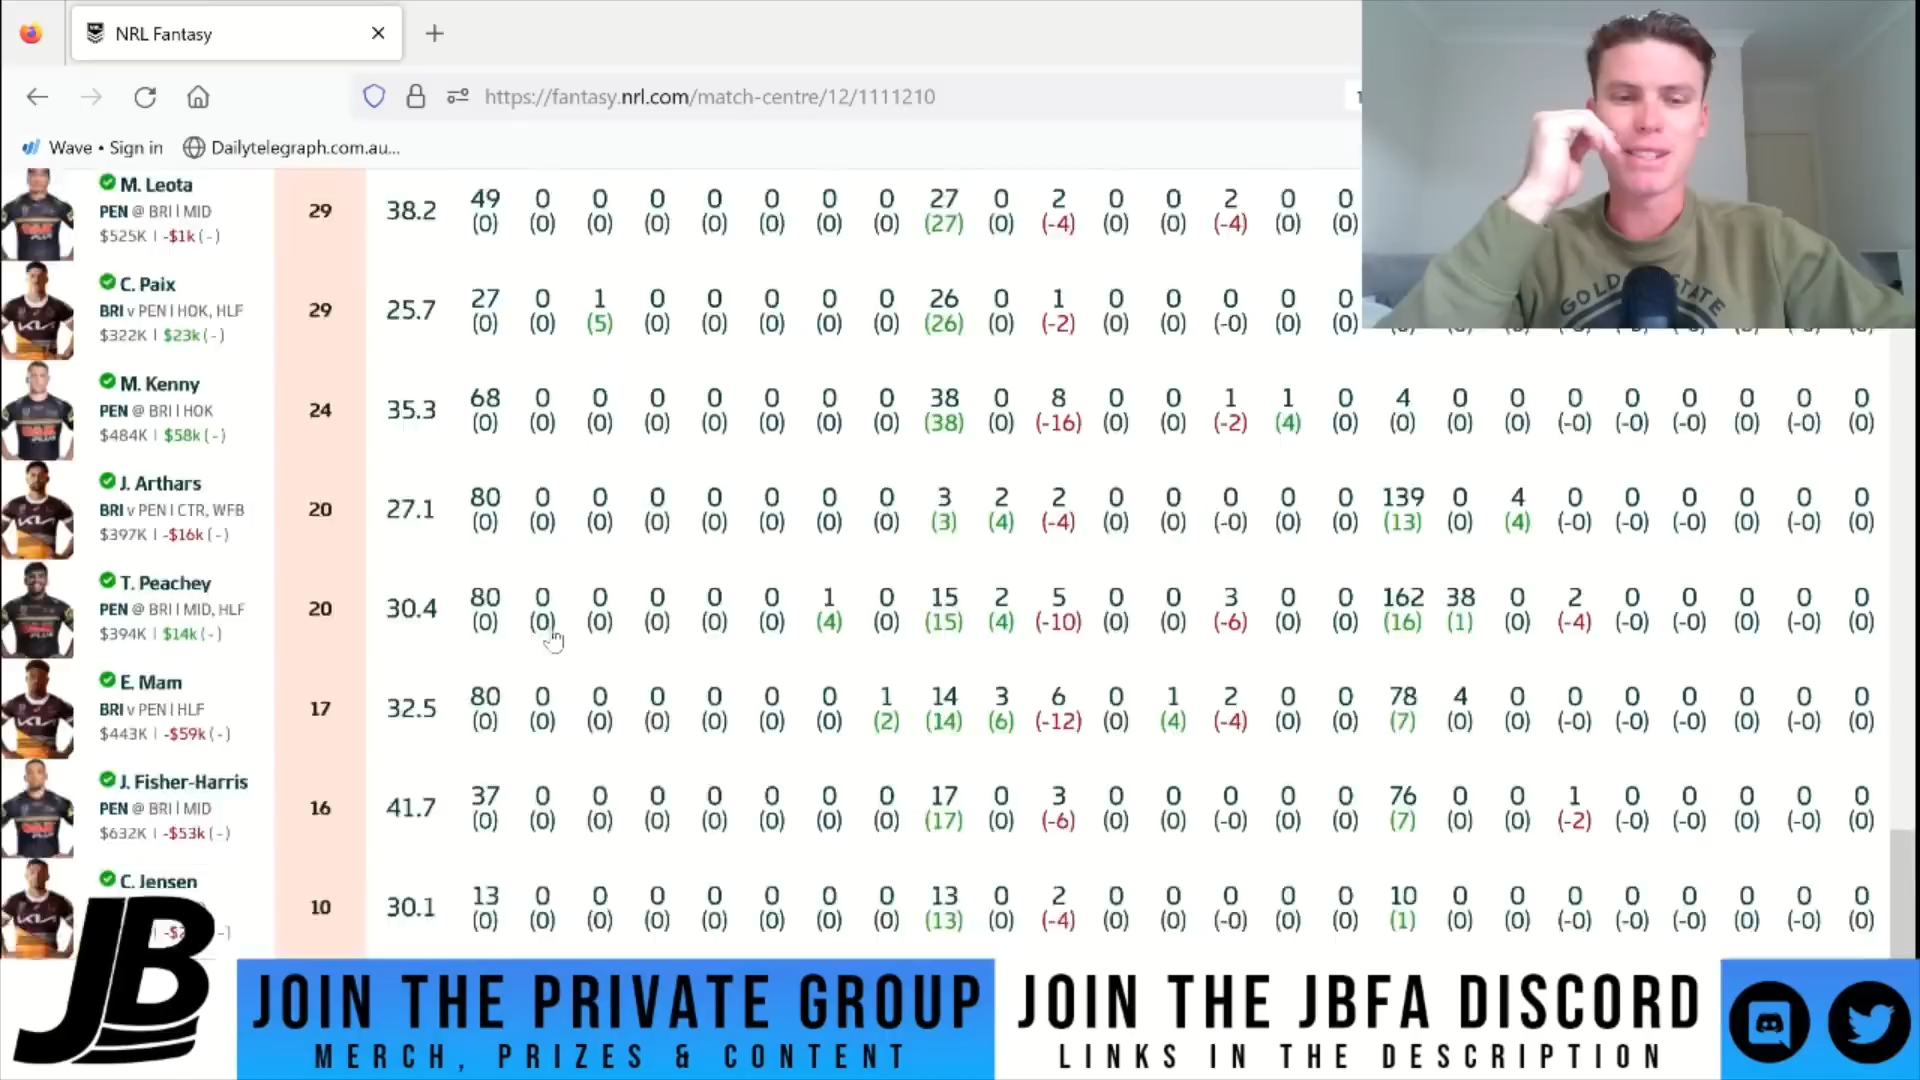 NRL Fantasy
https://fantasy.nrl.com/match-centre/12/1111210
Wave • Sign in Dailytelegraph.com.au...
M. Leota
PEN @ BRI | MID
$525K | -$1k (-)
29 38.2
49 0 0 0 0 0 0 0 27 0 2 0 0 2 0 0
(0) (0) (0) (0) (0) (0) (0) (0) (27) (0) (-4) (0) (0) (-4) (0) (0)
C. Paix
BRI v PEN | HOK, HLF
$322K | $23k (-)
29 25.7
27 0 1 0 0 0 0 0 26 0 1 0 0 0 0 0
(0) (0) (5) (0) (0) (0) (0) (0) (26) (0) (-2) (0) (0) (-0) (0) (0)
M. Kenny
PEN @ BRI | HOK
$484K | $58k (-)
24 35.3
68 0 0 0 0 0 0 0 38 0 8 0 0 1 1 0 4 0 0 0 0 0 0 0 0
(0) (0) (0) (0) (0) (0) (0) (0) (38) (0) (-16) (0) (0) (-2) (4) (0) (0) (0) (0) (-0) (-0) (-0) (0) (-0) (0)
J. Arthars
BRI v PEN | CTR, WFB
$397K | -$16k (-)
20 27.1
80 0 0 0 0 0 0 0 3 2 2 0 0 0 0 0 139 0 4 0 0 0 0 0 0
(0) (0) (0) (0) (0) (0) (0) (0) (3) (4) (-4) (0) (0) (-0) (0) (0) (13) (0) (4) (-0) (-0) (-0) (0) (-0) (0)
T. Peachey
PEN @ BRI | MID, HLF
$394K | $14k (-)
20 30.4
80 0 0 0 0 0 1 0 15 2 5 0 0 3 0 0 162 38 0 2 0 0 0 0 0
(0) (0) (0) (0) (0) (0) (4) (0) (15) (4) (-10) (0) (0) (-6) (0) (0) (16) (1) (0) (-4) (-0) (-0) (0) (-0) (0)
E. Mam
BRI v PEN | HLF
$443K | -$59k (-)
17 32.5
80 0 0 0 0 0 0 1 14 3 6 0 1 2 0 0 78 4 0 0 0 0 0 0 0
(0) (0) (0) (0) (0) (0) (0) (2) (14) (6) (-12) (0) (4) (-4) (0) (0) (7) (0) (0) (-0) (-0) (-0) (0) (-0) (0)
J. Fisher-Harris
PEN @ BRI | MID
$632K | -$53k (-)
16 41.7
37 0 0 0 0 0 0 0 17 0 3 0 0 0 0 0 76 0 0 1 0 0 0 0 0
(0) (0) (0) (0) (0) (0) (0) (0) (17) (0) (-6) (0) (0) (-0) (0) (0) (7) (0) (0) (-2) (-0) (-0) (0) (-0) (0)
C. Jensen
10 30.1
13 0 0 0 0 0 0 0 13 0 2 0 0 0 0 0 10 0 0 0 0 0 0 0 0
(0) (0) (0) (0) (0) (0) (0) (0) (13) (0) (-4) (0) (0) (-0) (0) (0) (1) (0) (0) (-0) (-0) (-0) (0) (-0) (0)
GOLDEN STATE
JB
JOIN THE PRIVATE GROUP
MERCH, PRIZES & CONTENT
JOIN THE JBFA DISCORD
LINKS IN THE DESCRIPTION